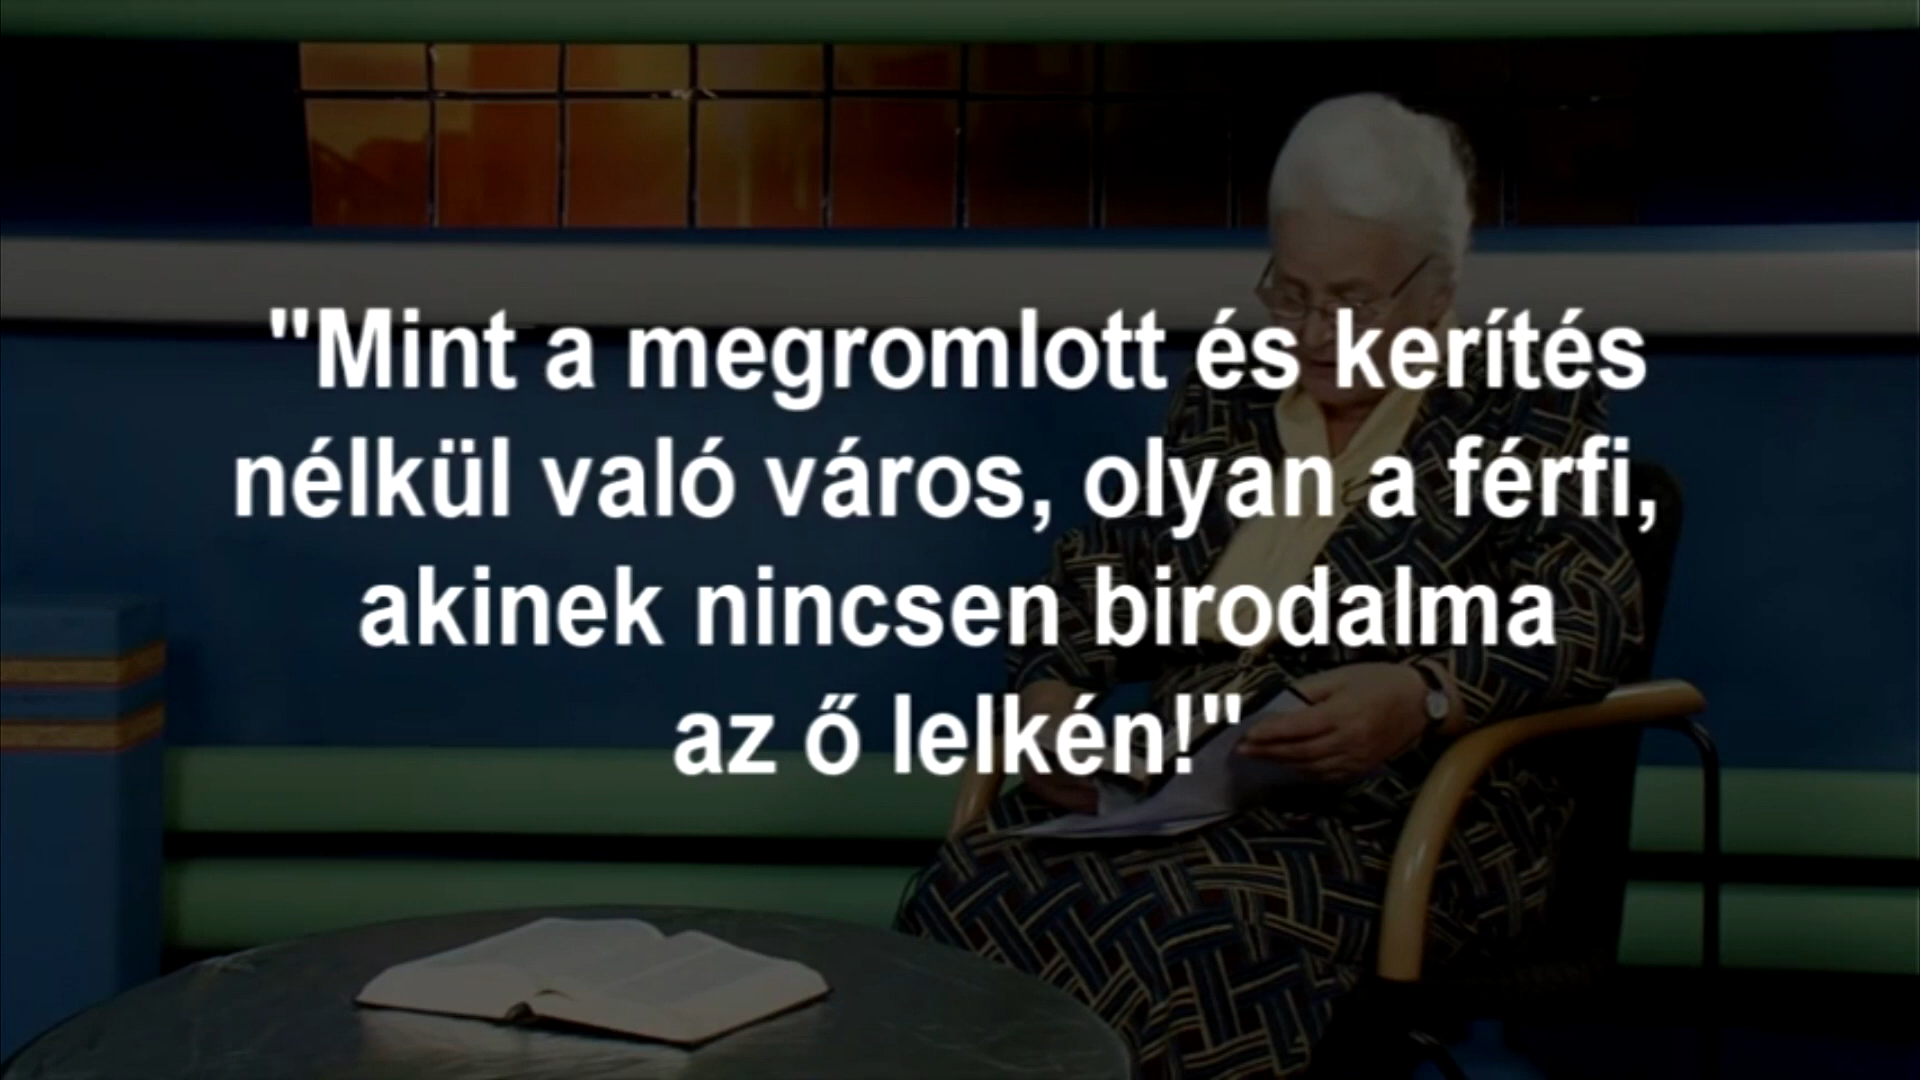 "Mint a megromlott és kerítés
nélkül való város, olyan a férfi,
akinek nincsen birodalma
az ő lelkén!"